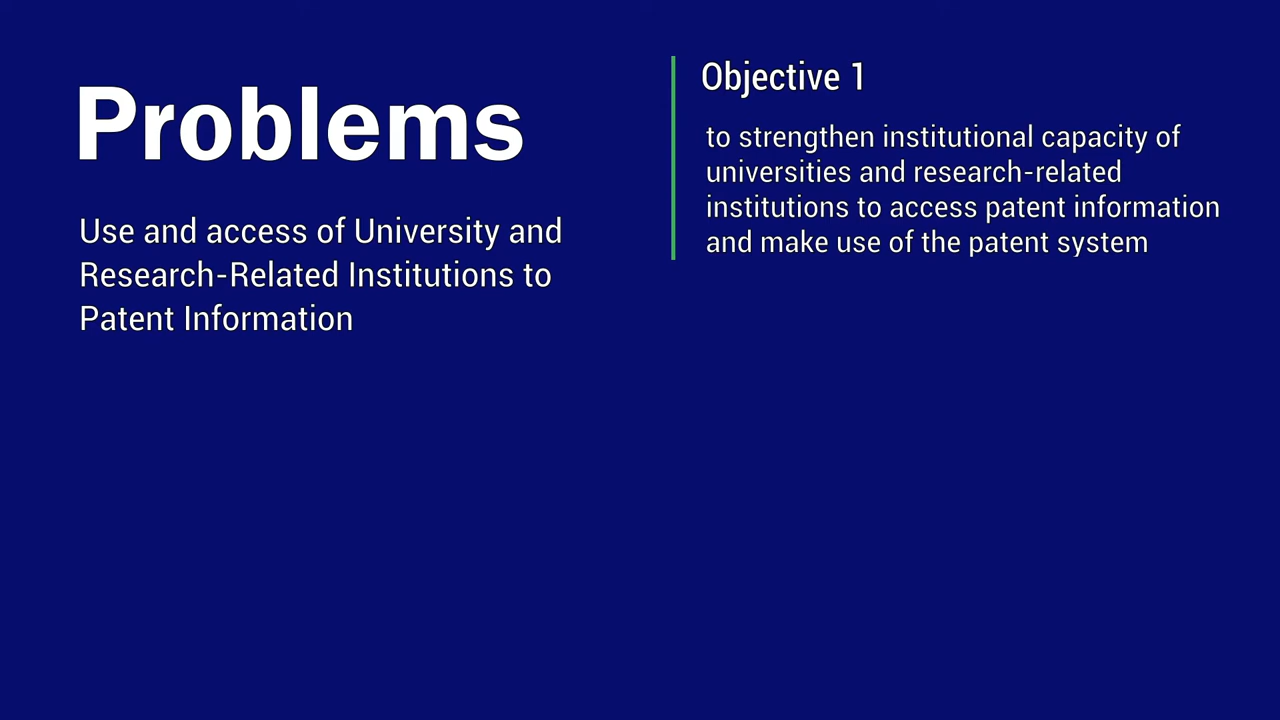 Problems
Use and access of University and
Research-Related Institutions to
Patent Information
Objective 1
to strengthen institutional capacity of
universities and research-related
institutions to access patent information
and make use of the patent system